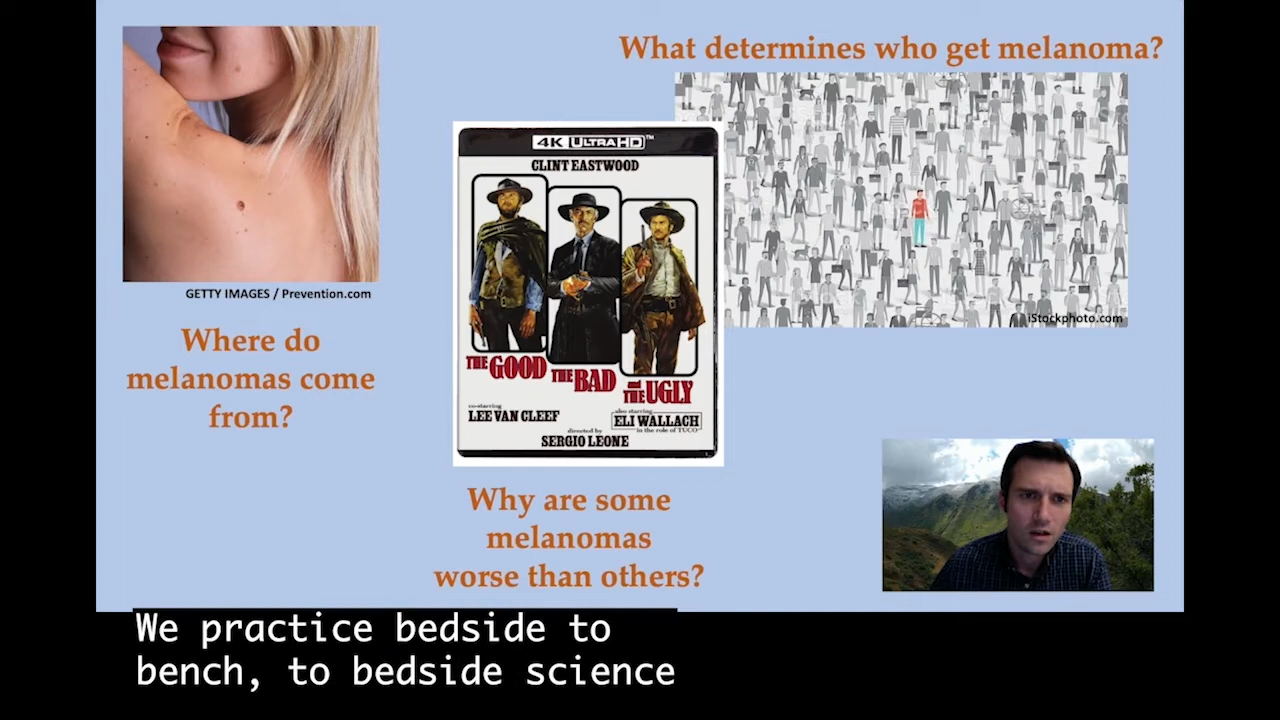 What determines who get melanoma?
4K ULTRA HD™
CLINT EASTWOOD
THE GOOD THE BAD and THE UGLY
co-starring
LEE VAN CLEEF
also starring
ELI WALLACH
in the role of TUCO
directed by
SERGIO LEONE
GETTY IMAGES / Prevention.com
iStockphoto.com
Where do
melanomas come
from?
Why are some
melanomas
worse than others?
We practice bedside to
bench, to bedside science